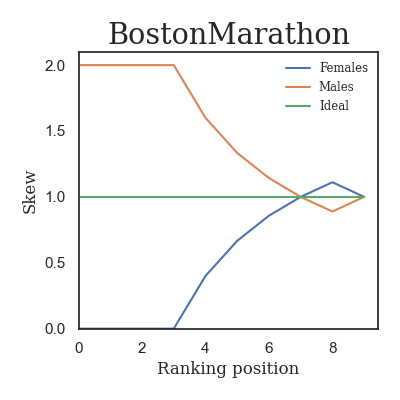 BostonMarathon
Females
Males
Ideal
2.0
1.5
1.0
0.5
0.0
Skew
0 2 4 6 8
Ranking position